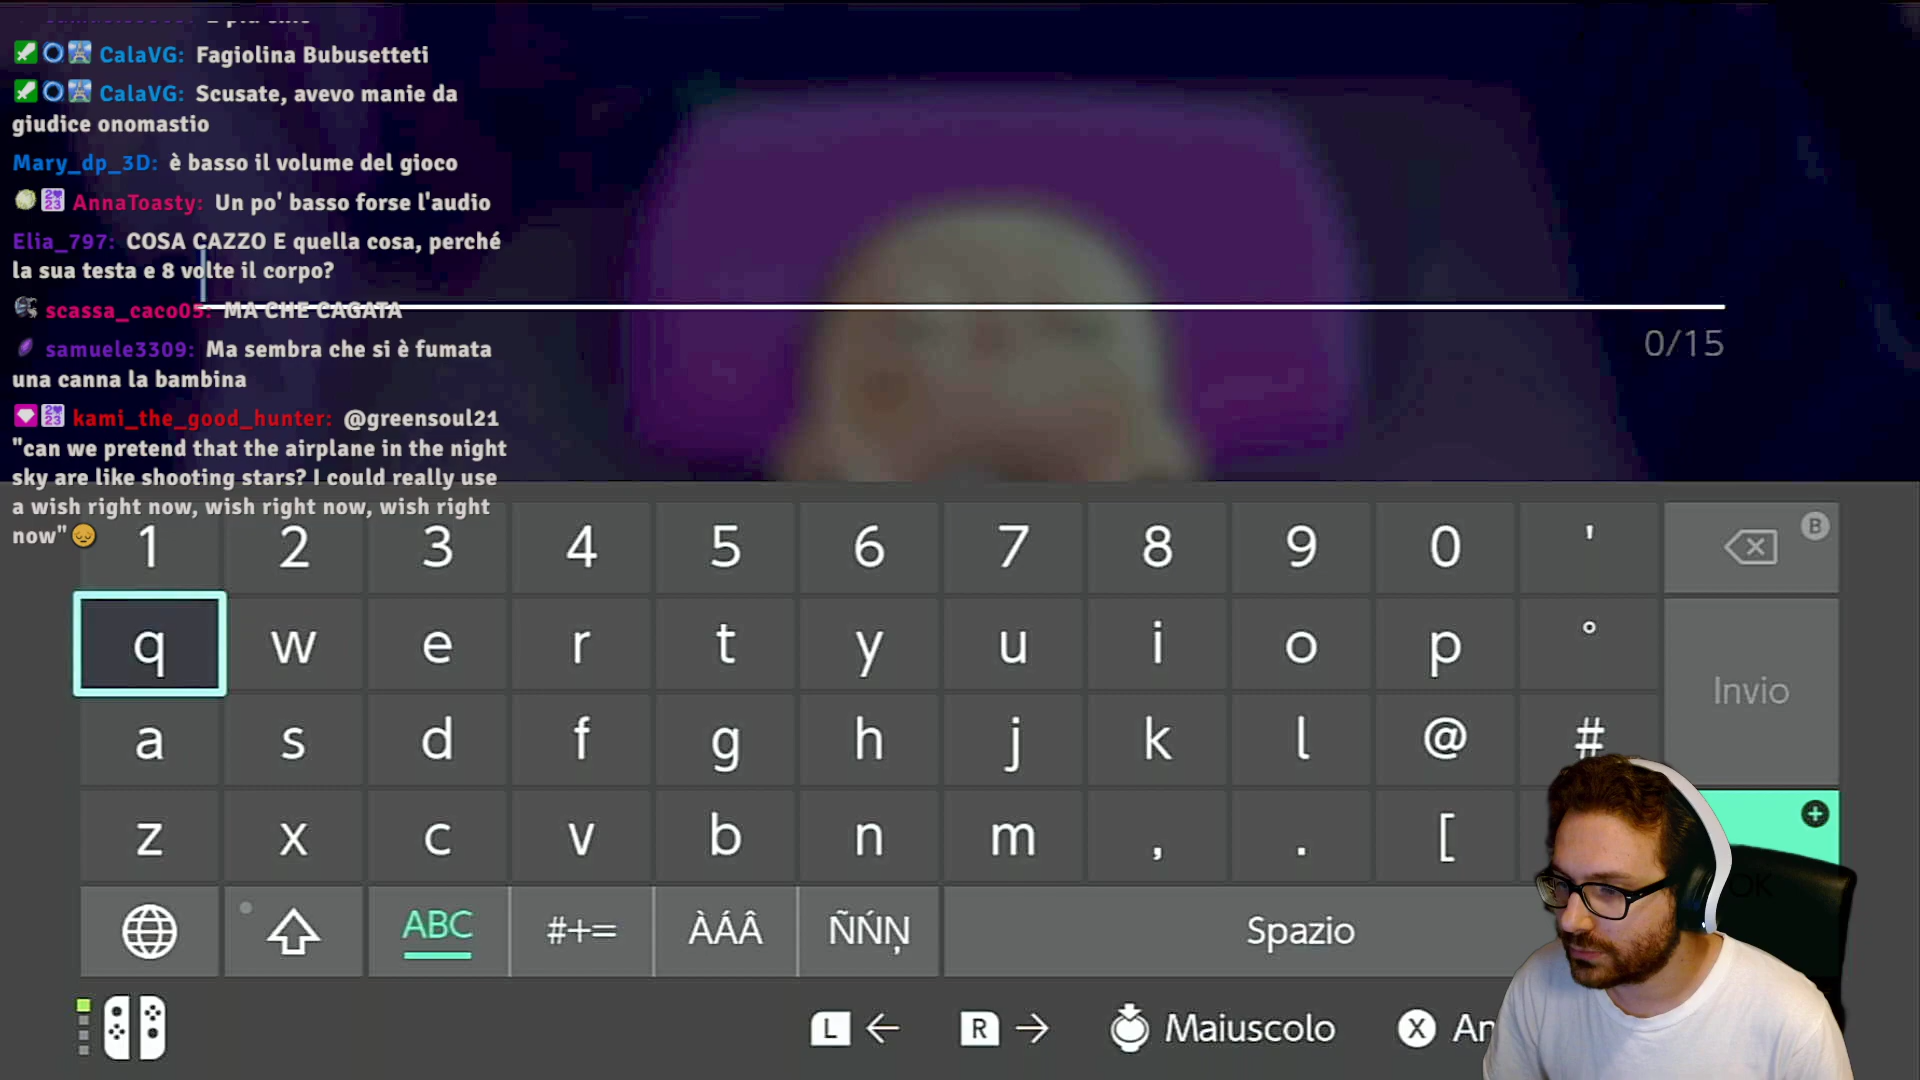 CalaVG: Fagiolina Bubusetteti
CalaVG: Scusate, avevo manie da
giudice onomastio
Mary_dp_3D: è basso il volume del gioco
AnnaToasty: Un po' basso forse l'audio
Elia_797: COSA CAZZO E quella cosa, perché
la sua testa e 8 volte il corpo?
scassa_caco05: MA CHE CAGATA
samuele3309: Ma sembra che si è fumata
una canna la bambina
kami_the_good_hunter: @greensoul21
"can we pretend that the airplane in the night
sky are like shooting stars? I could really use
a wish right now, wish right now, wish right
now"
0/15
1 2 3 4 5 6 7 8 9 0 ' B
q w e r t y u i o p °
Invio
a s d f g h j k l @ #
z x c v b n m , . [
OK
ABC #+= ÀÁÂ ÑŃŅ Spazio
L ← R → Maiuscolo X An